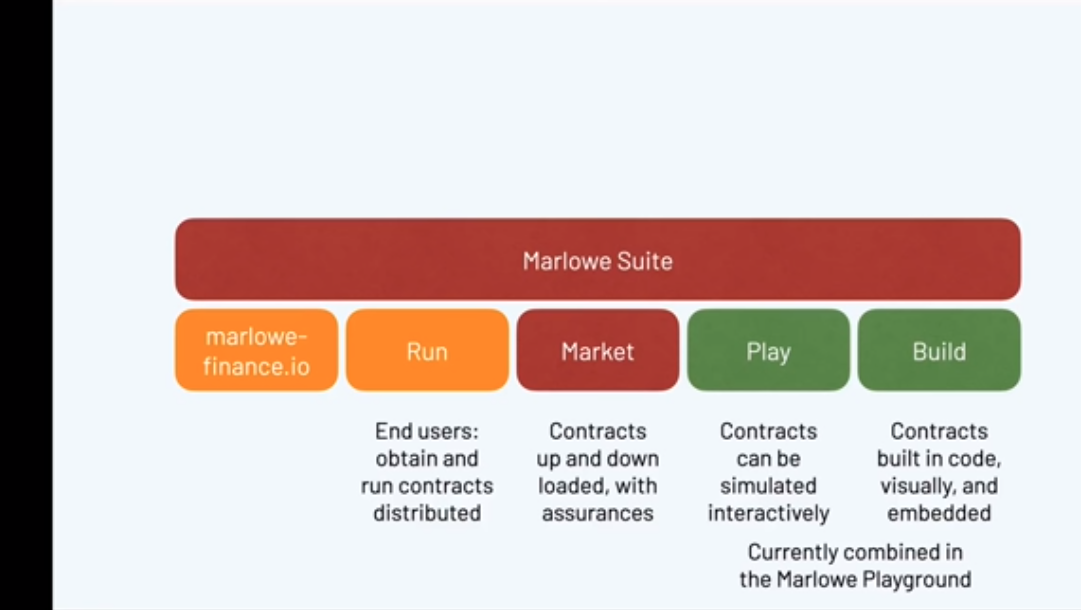 Marlowe Suite
marlowe-
finance.io
Run
Market
Play
Build
End users:
obtain and
run contracts
distributed
Contracts
up and down
loaded, with
assurances
Contracts
can be
simulated
interactively
Contracts
built in code,
visually, and
embedded
Currently combined in
the Marlowe Playground